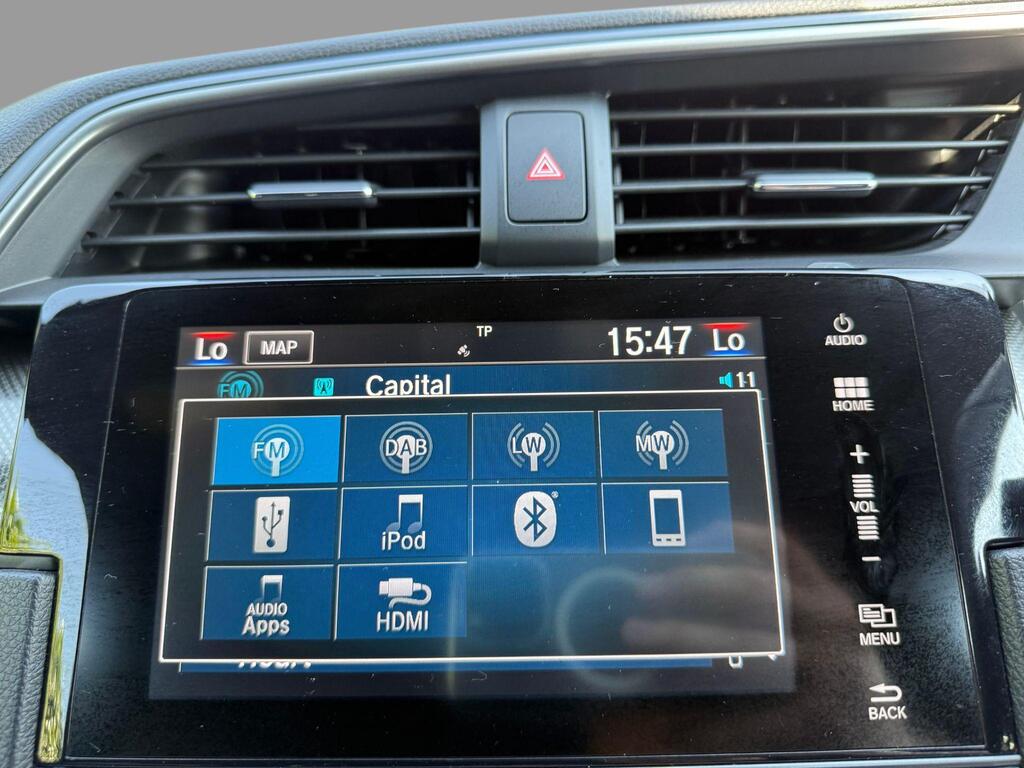 Lo MAP TP 15:47 Lo
FM Capital 11
FM DAB LW MW
iPod
AUDIO Apps HDMI
AUDIO
HOME
+
VOL
−
MENU
BACK